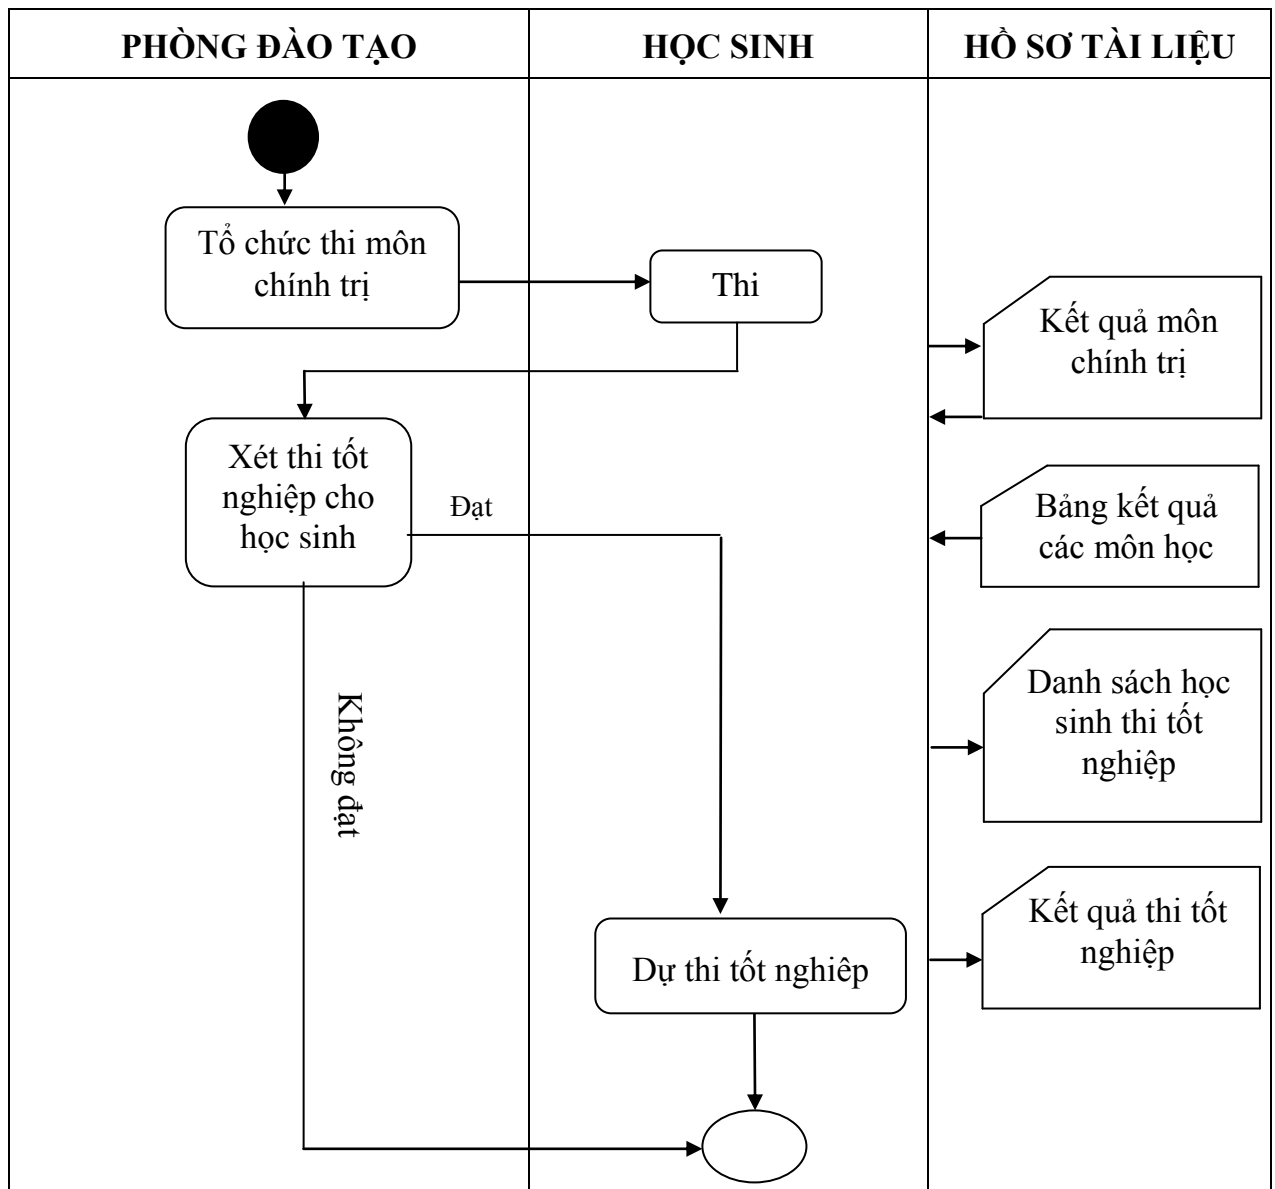 PHÒNG ĐÀO TẠO
HỌC SINH
HỒ SƠ TÀI LIỆU
Tổ chức thi môn
chính trị
Thi
Kết quả môn
chính trị
Xét thi tốt
nghiệp cho
học sinh
Đạt
Bảng kết quả
các môn học
Không đạt
Danh sách học
sinh thi tốt
nghiệp
Dự thi tốt nghiêp
Kết quả thi tốt
nghiệp